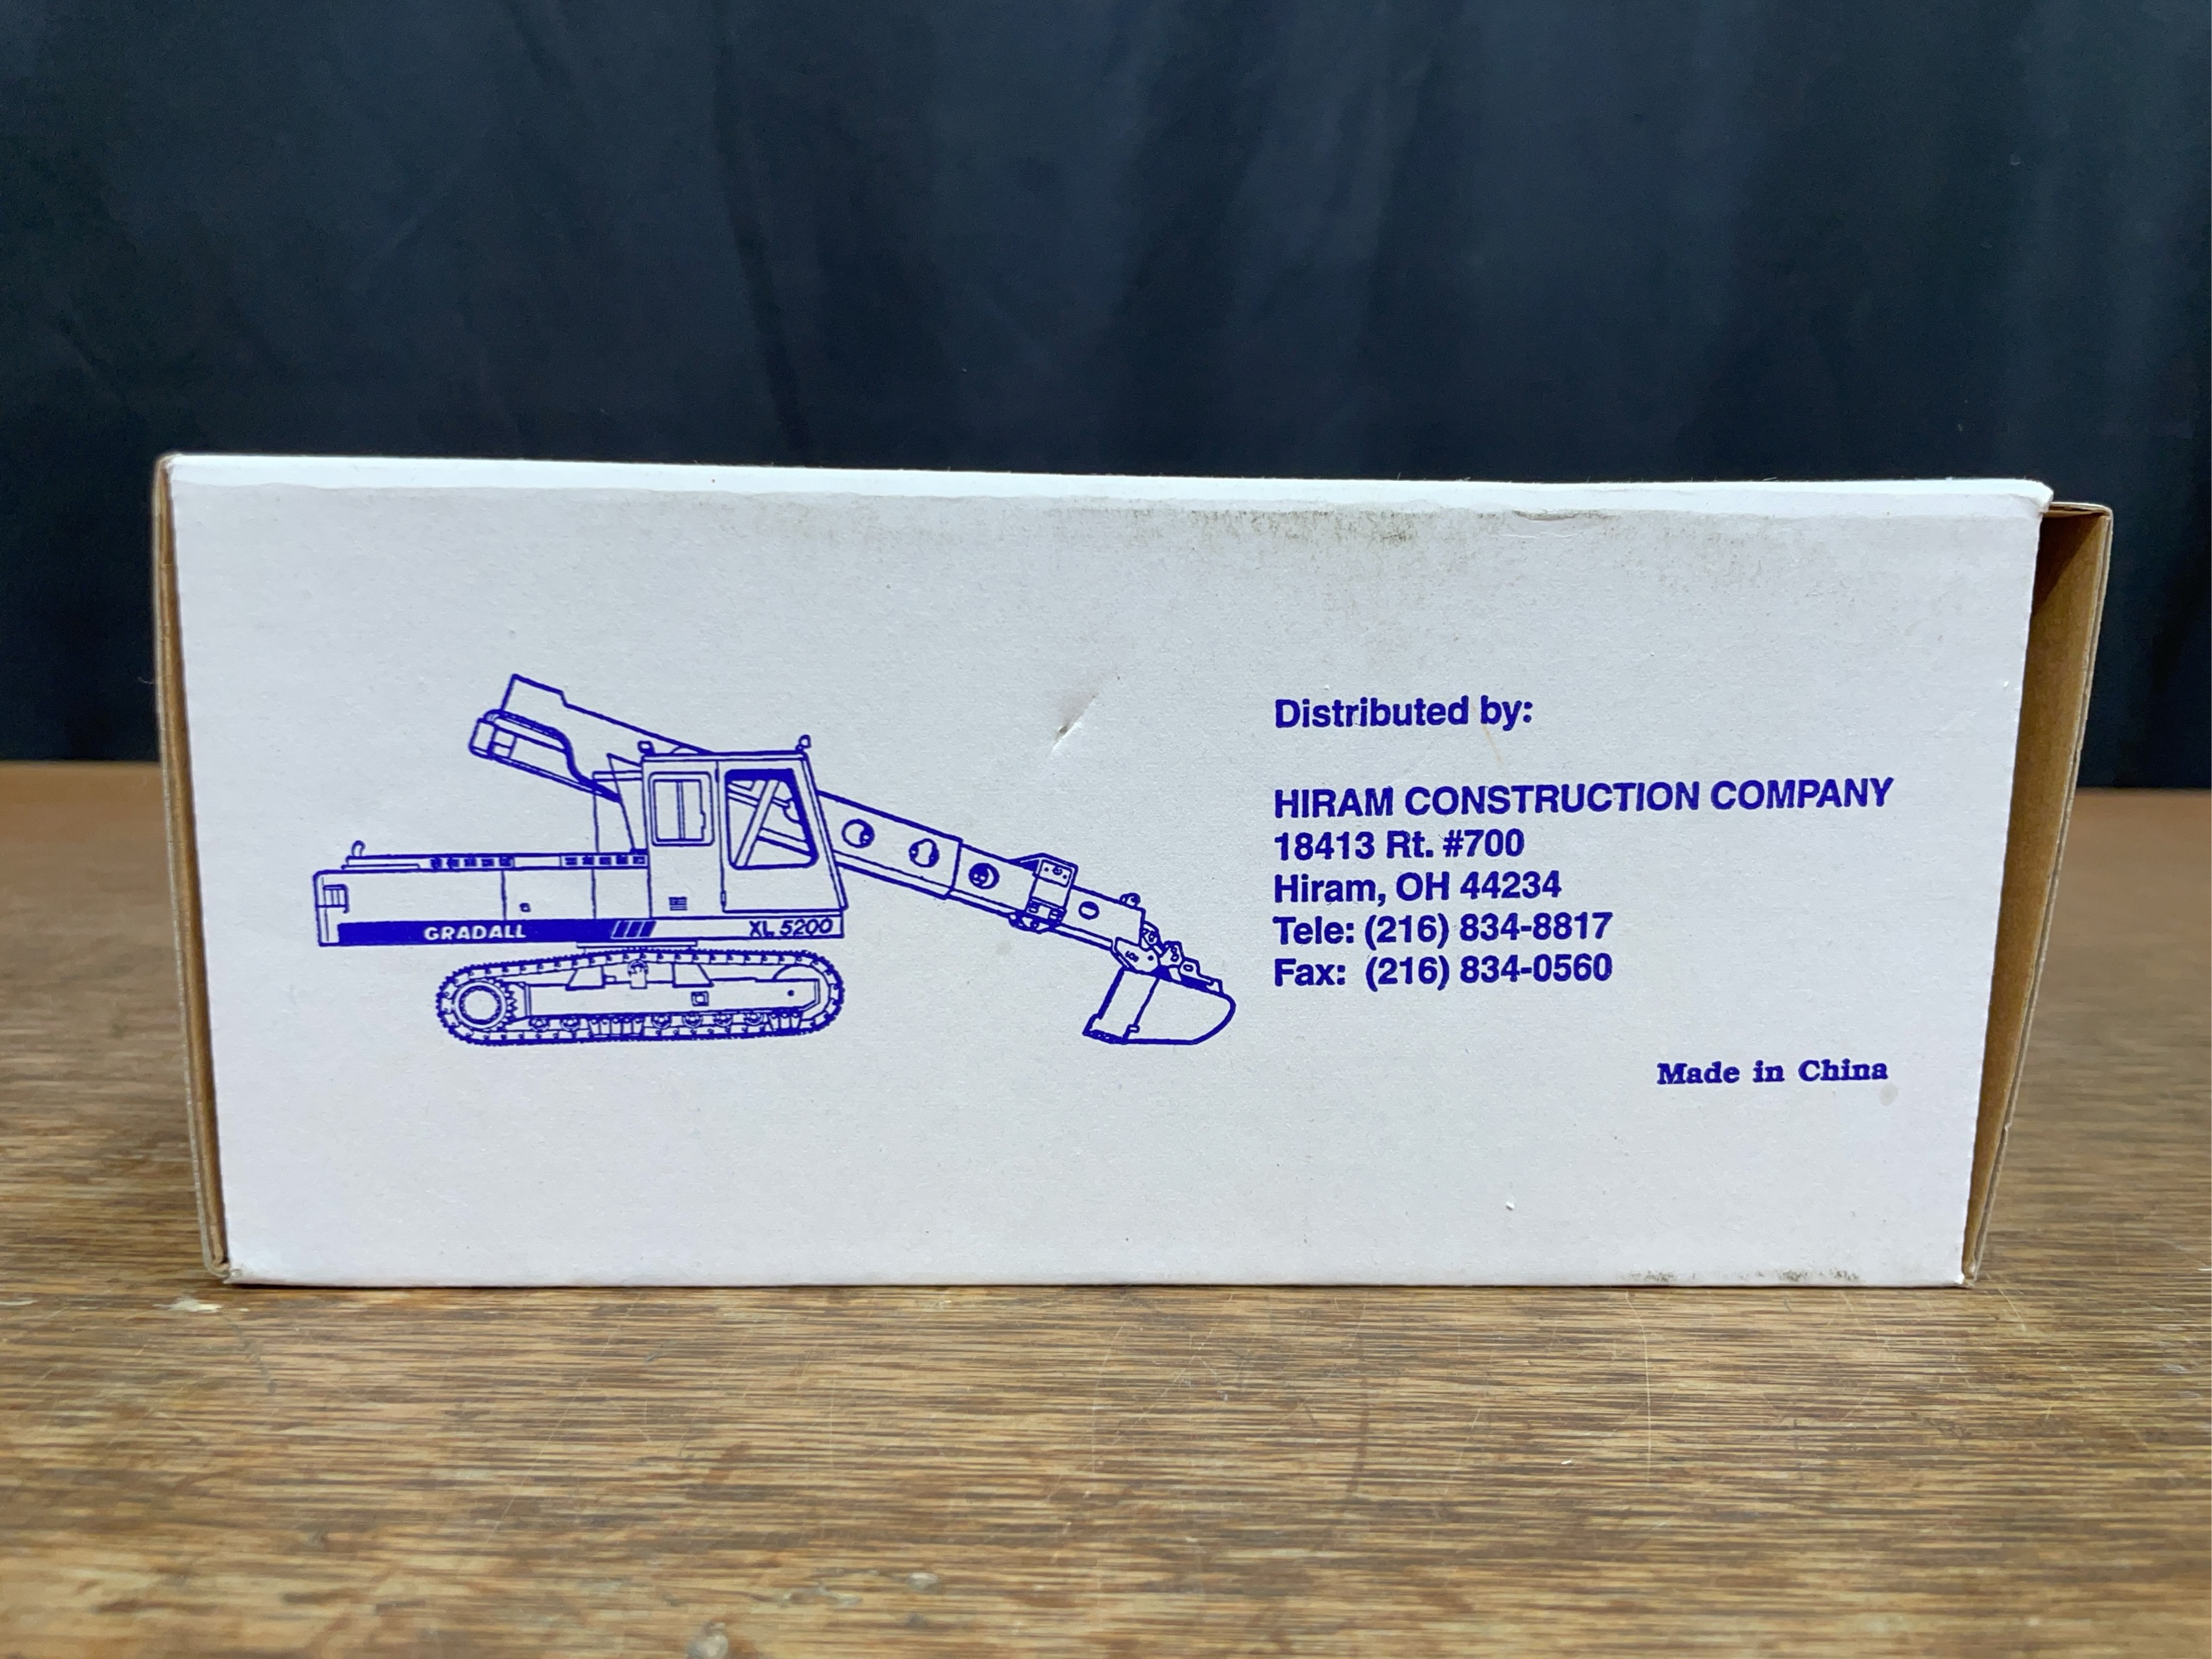 GRADALL
XL 5200
Distributed by:
HIRAM CONSTRUCTION COMPANY
18413 Rt. #700
Hiram, OH 44234
Tele: (216) 834-8817
Fax: (216) 834-0560
Made in China